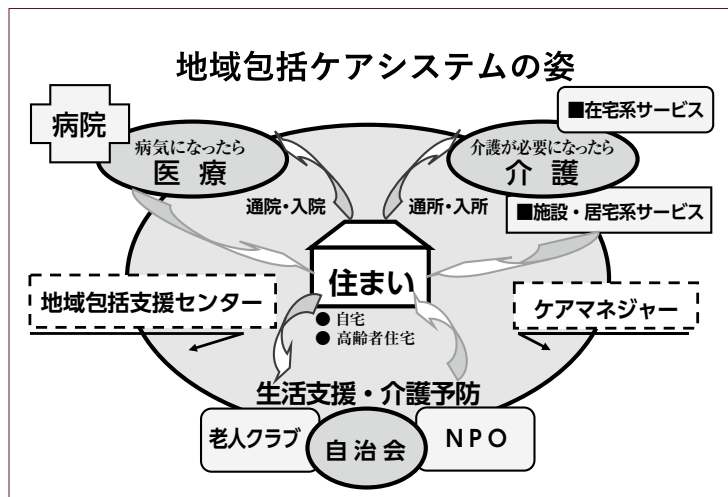 地域包括ケアシステムの姿
病院
病気になったら
医療
■在宅系サービス
介護が必要になったら
介護
■施設・居宅系サービス
通院・入院
通所・入所
住まい
● 自宅
● 高齢者住宅
地域包括支援センター
ケアマネジャー
生活支援・介護予防
老人クラブ
自治会
NPO